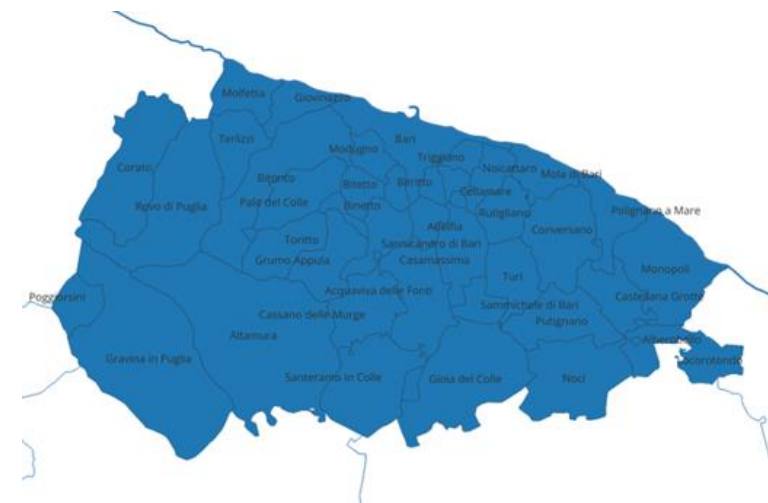 Molfetta
Giovinazzo
Bari
Terlizzi
Modugno
Triggiano
Corato
Noicattaro
Mola di Bari
Bitonto
Bitetto
Bitritto
Cellamare
Ruvo di Puglia
Palo del Colle
Binetto
Rutigliano
Polignano a Mare
Adelfia
Conversano
Toritto
Sannicandro di Bari
Grumo Appula
Casamassima
Monopoli
Turi
Poggiorsini
Acquaviva delle Fonti
Castellana Grotte
Sammichele di Bari
Cassano delle Murge
Putignano
Altamura
Alberobello
Gravina in Puglia
Locorotondo
Santeramo in Colle
Gioia del Colle
Noci